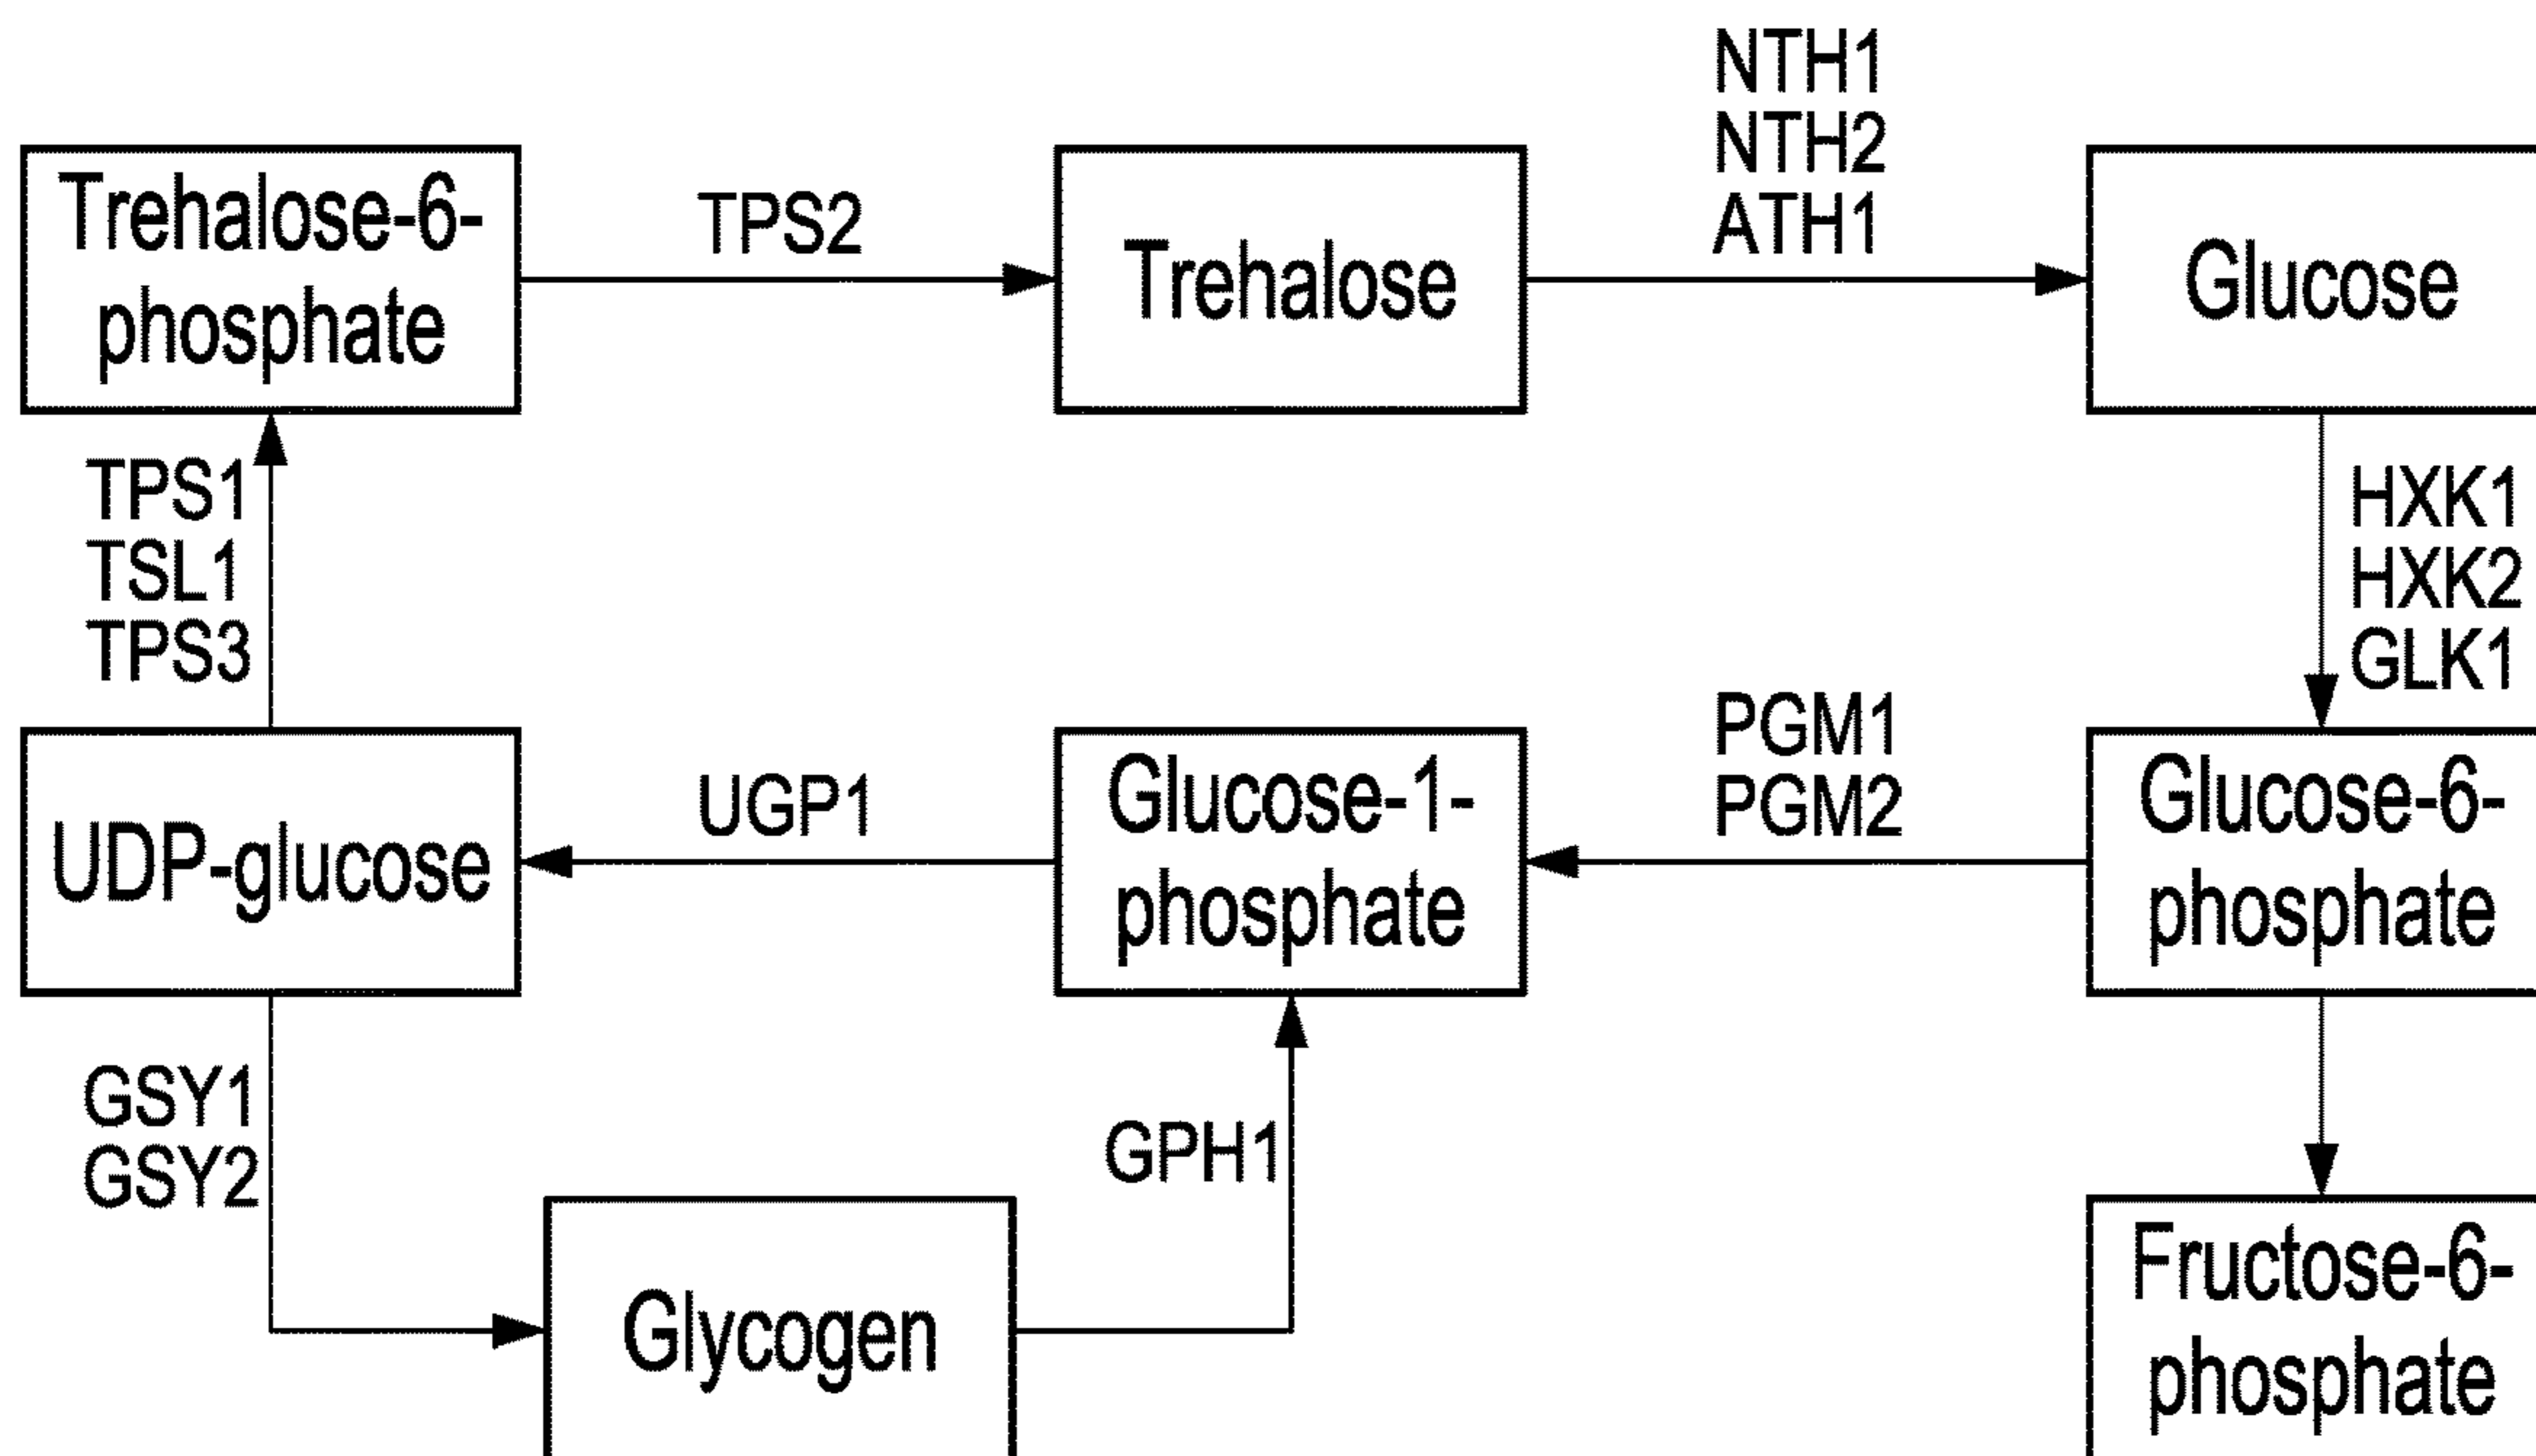 NTH1
NTH2
ATH1
Trehalose-6-
phosphate
TPS2
Trehalose
Glucose
TPS1
TSL1
TPS3
HXK1
HXK2
GLK1
UDP-glucose
UGP1
Glucose-1-
phosphate
PGM1
PGM2
Glucose-6-
phosphate
GSY1
GSY2
Glycogen
GPH1
Fructose-6-
phosphate